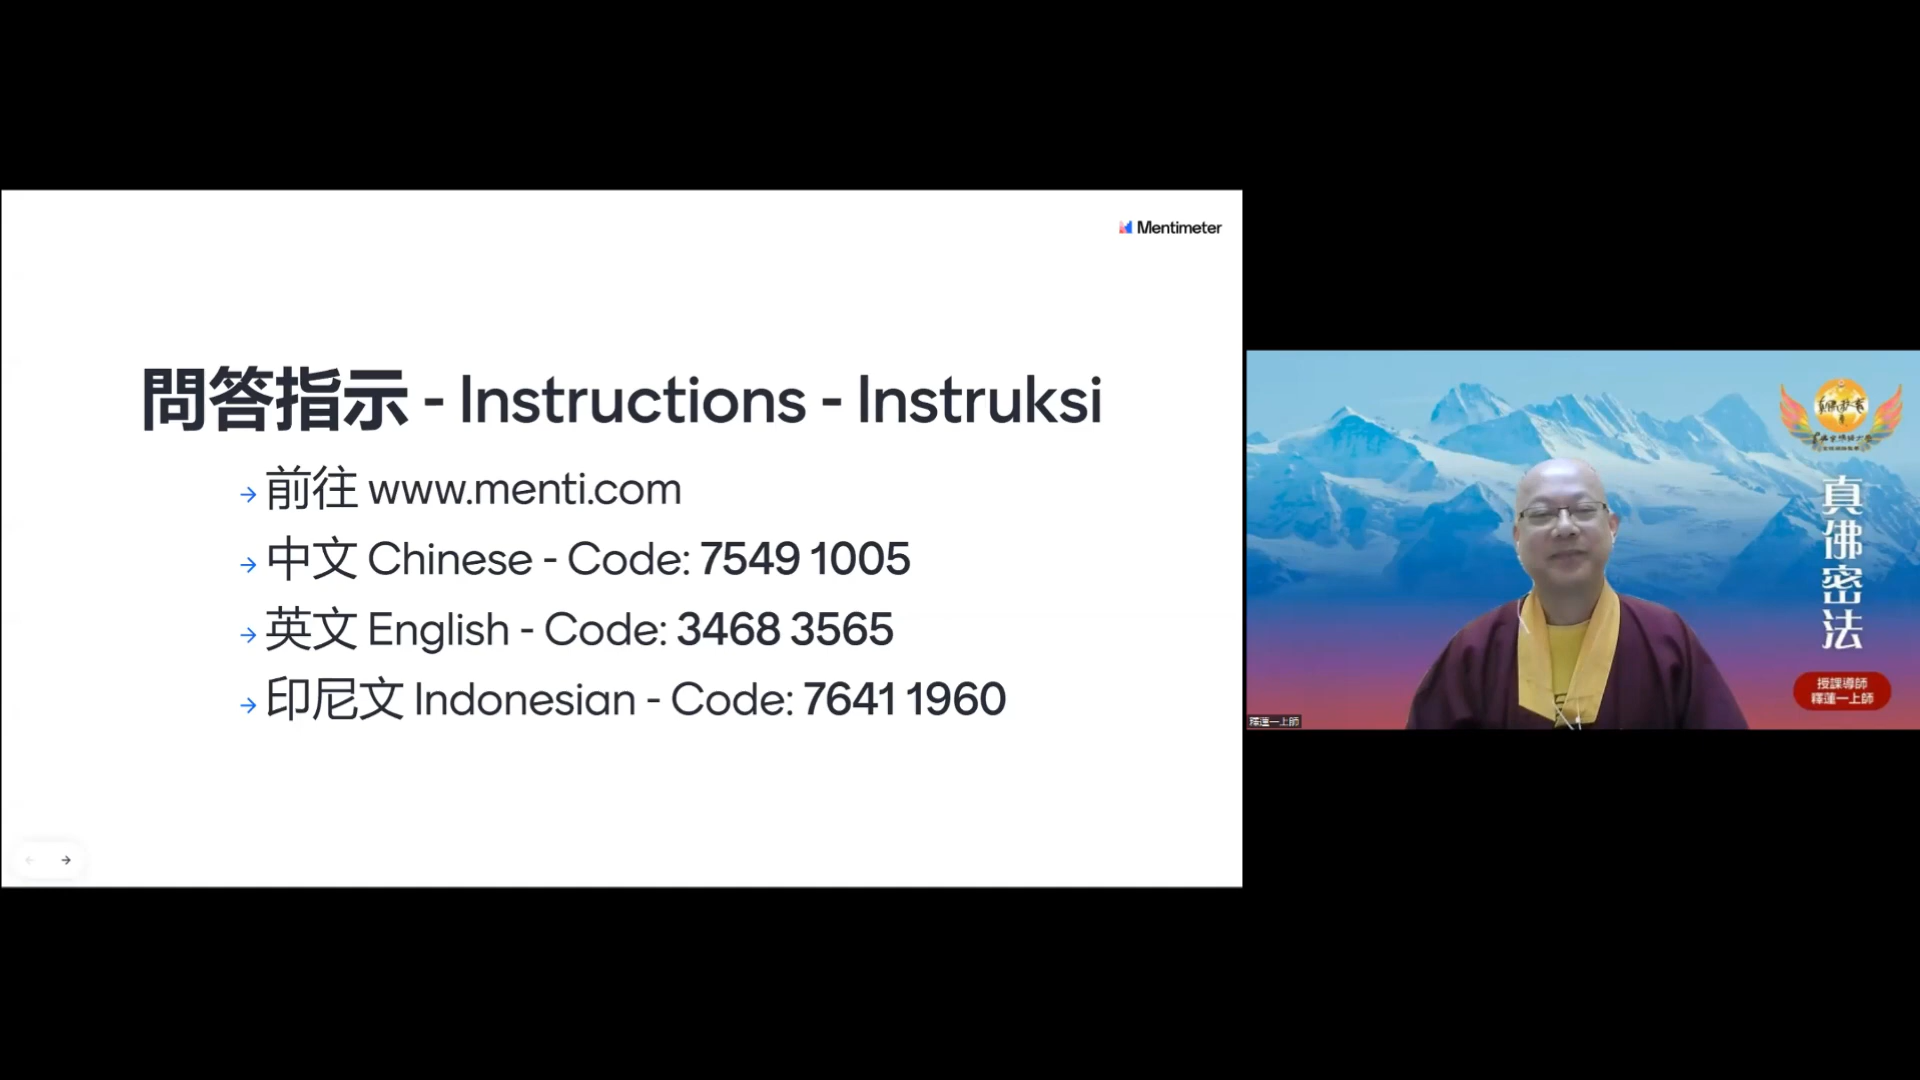 Mentimeter
問答指示 - Instructions - Instruksi
→ 前往 www.menti.com
→ 中文 Chinese - Code: 7549 1005
→ 英文 English - Code: 3468 3565
→ 印尼文 Indonesian - Code: 7641 1960
真佛密法
授課導師
釋蓮一上師
釋蓮一上師